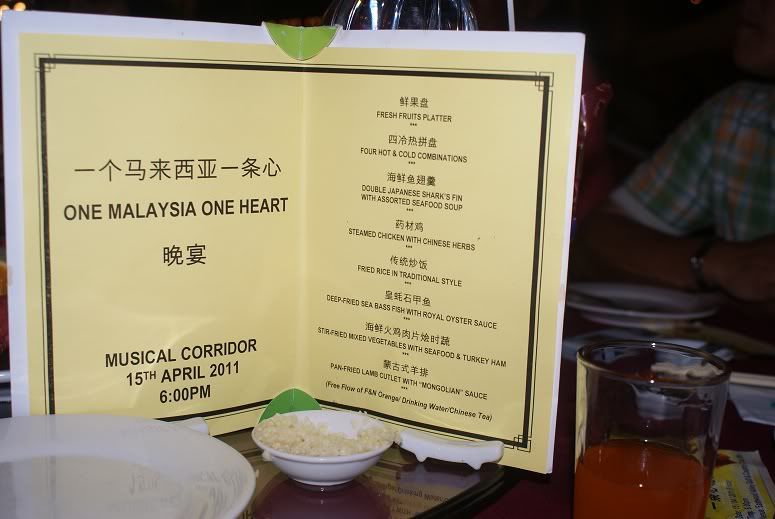 一个马来西亚一条心
ONE MALAYSIA ONE HEART
晚宴
MUSICAL CORRIDOR
15TH APRIL 2011
6:00PM
鲜果盘
FRESH FRUITS PLATTER
***
四冷热拼盘
FOUR HOT & COLD COMBINATIONS
***
海鲜鱼翅羹
DOUBLE JAPANESE SHARK'S FIN
WITH ASSORTED SEAFOOD SOUP
***
药材鸡
STEAMED CHICKEN WITH CHINESE HERBS
***
传统炒饭
FRIED RICE IN TRADITIONAL STYLE
***
皇蚝石甲鱼
DEEP-FRIED SEA BASS FISH WITH ROYAL OYSTER SAUCE
***
海鲜火鸡肉片烩时蔬
STIR-FRIED MIXED VEGETABLES WITH SEAFOOD & TURKEY HAM
***
蒙古式羊排
PAN-FRIED LAMB CUTLET WITH "MONGOLIAN" SAUCE
(Free Flow of F&N Orange/ Drinking Water/Chinese Tea)